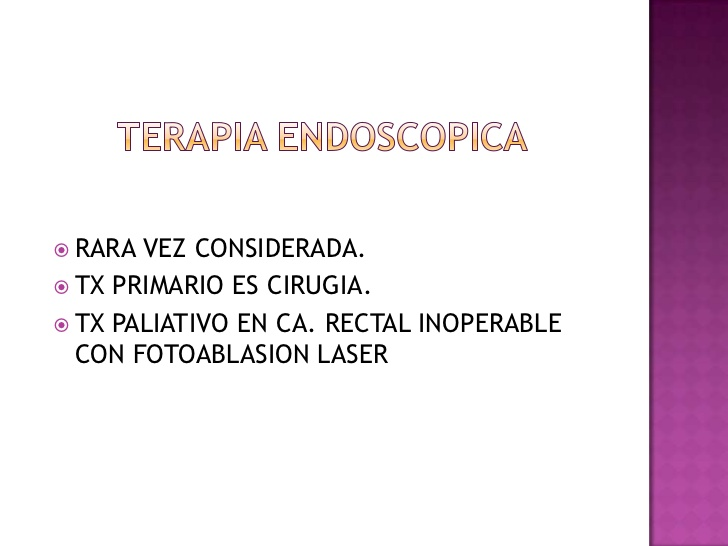 TERAPIA ENDOSCOPICA
RARA VEZ CONSIDERADA.
TX PRIMARIO ES CIRUGIA.
TX PALIATIVO EN CA. RECTAL INOPERABLE
CON FOTOABLASION LASER